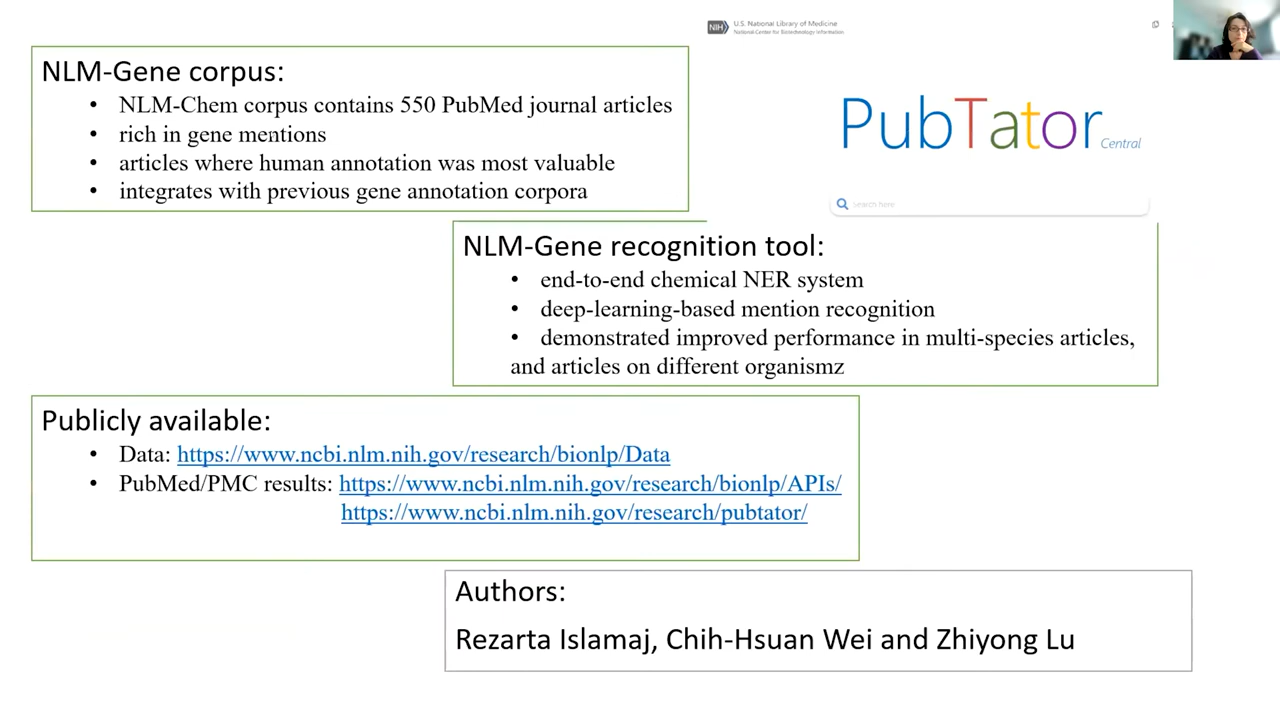 NIH U.S. National Library of Medicine
National Center for Biotechnology Information
NLM-Gene corpus:
• NLM-Chem corpus contains 550 PubMed journal articles
• rich in gene mentions
• articles where human annotation was most valuable
• integrates with previous gene annotation corpora
PubTator Central
search here
NLM-Gene recognition tool:
• end-to-end chemical NER system
• deep-learning-based mention recognition
• demonstrated improved performance in multi-species articles,
and articles on different organismz
Publicly available:
• Data: https://www.ncbi.nlm.nih.gov/research/bionlp/Data
• PubMed/PMC results: https://www.ncbi.nlm.nih.gov/research/bionlp/APIs/
https://www.ncbi.nlm.nih.gov/research/pubtator/
Authors:
Rezarta Islamaj, Chih-Hsuan Wei and Zhiyong Lu